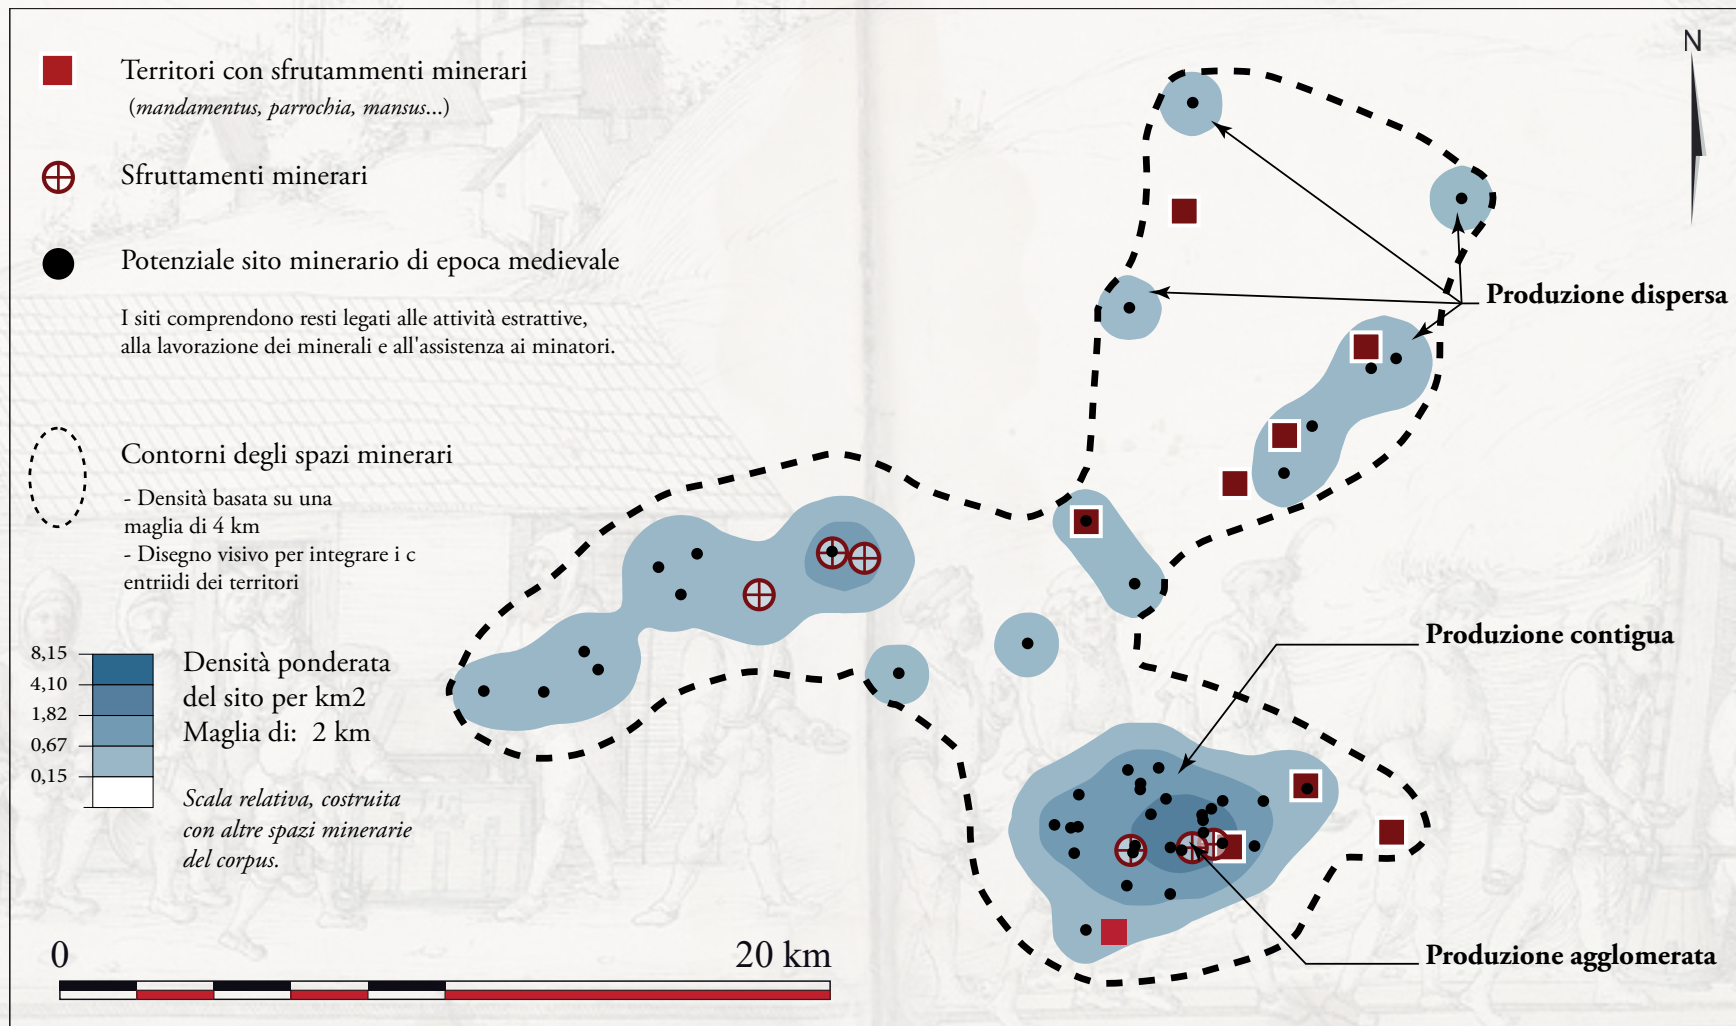 N
Territori con sfrutammenti minerari
(mandamentus, parrochia, mansus...)
Sfruttamenti minerari
Potenziale sito minerario di epoca medievale
I siti comprendono resti legati alle attività estrattive,
alla lavorazione dei minerali e all'assistenza ai minatori.
Produzione dispersa
Contorni degli spazi minerari
- Densità basata su una
maglia di 4 km
- Disegno visivo per integrare i c
entriidi dei territori
Produzione contigua
8,15
4,10
1,82
0,67
0,15
Densità ponderata
del sito per km2
Maglia di: 2 km
Scala relativa, costruita
con altre spazi minerarie
del corpus.
Produzione agglomerata
0
20 km